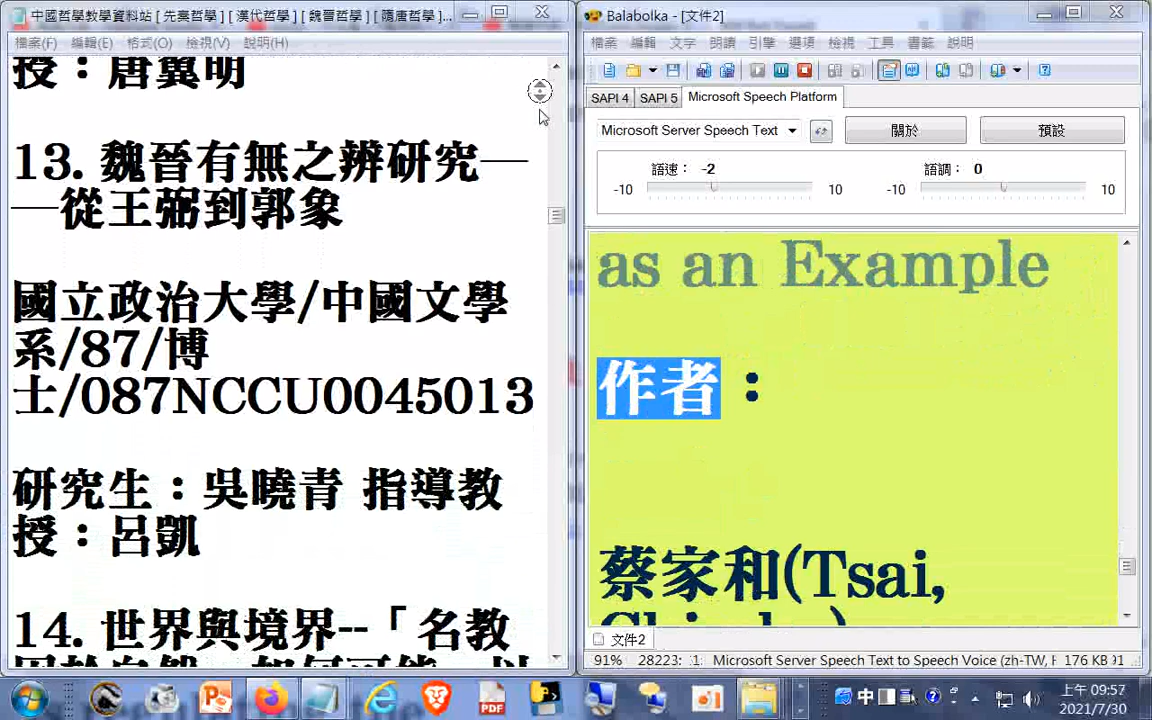 中國哲學教學資料站 [ 先秦哲學 ] [ 漢代哲學 ] [ 魏晉哲學 ] [ 隋唐哲學 ]...
檔案(F) 編輯(E) 格式(O) 檢視(V) 說明(H)
授：唐翼明
13. 魏晉有無之辨研究—
—從王弼到郭象
國立政治大學/中國文學
系/87/博
士/087NCCU0045013
研究生：吳曉青 指導教
授：呂凱
14. 世界與境界--「名教
Balabolka - [文件2]
檔案 編輯 文字 朗讀 引擎 選項 檢視 工具 書籤 說明
SAPI 4 SAPI 5 Microsoft Speech Platform
Microsoft Server Speech Text 關於 預設
語速： -2 語調： 0
-10 10 -10 10
as an Example
作者：
蔡家和(Tsai,
文件2
91% 28223: 1: Microsoft Server Speech Text to Speech Voice (zh-TW, 176 KB
中
上午 09:57
2021/7/30